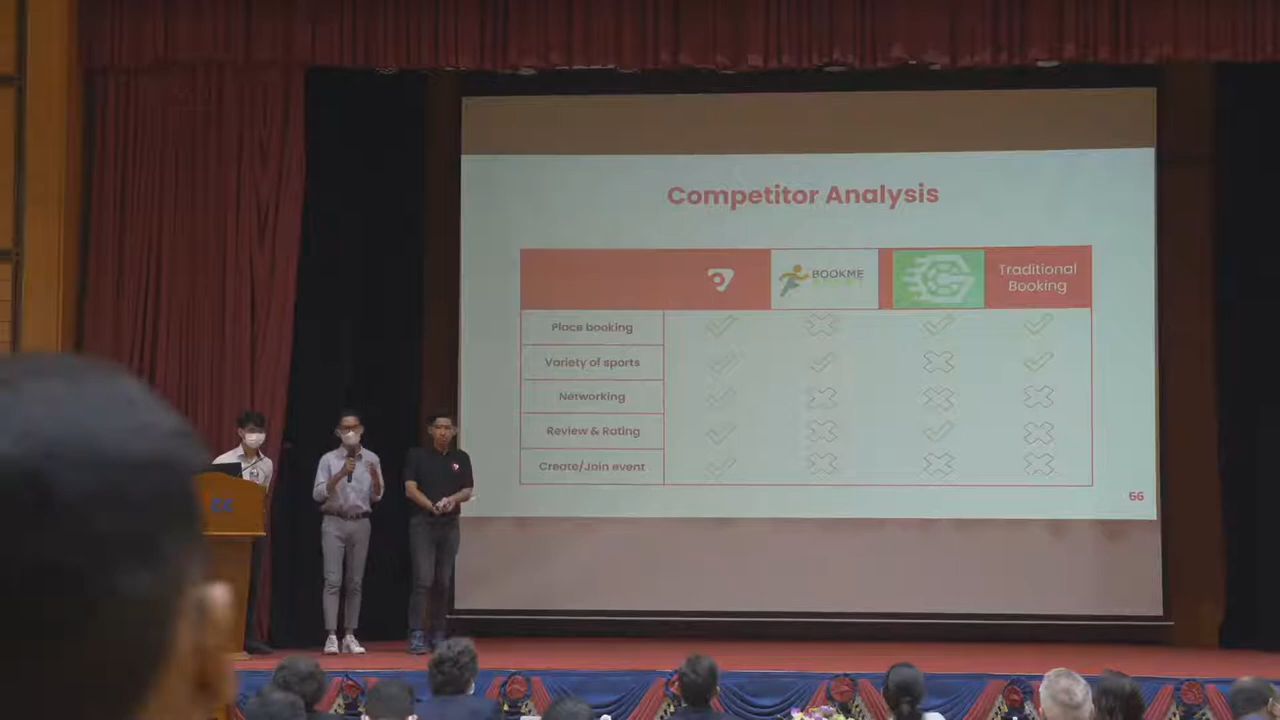 Competitor Analysis
BOOKME
Traditional
Booking
Place booking
Variety of sports
Networking
Review & Rating
Create/Join event
66